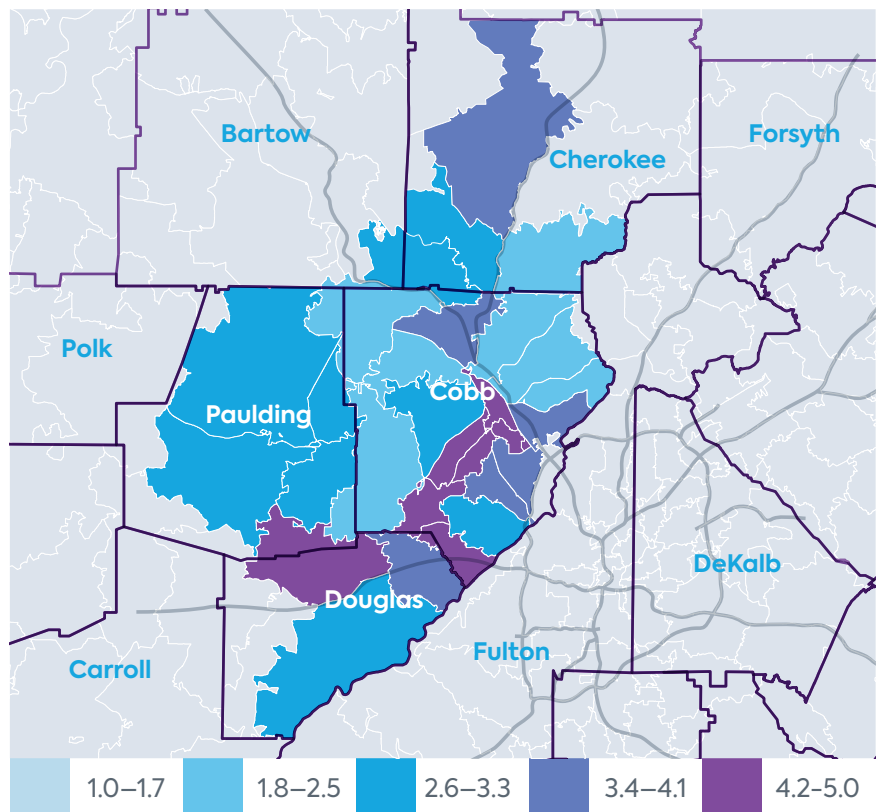 Bartow
Forsyth
Cherokee
Polk
Cobb
Paulding
DeKalb
Douglas
Fulton
Carroll
1.0–1.7 1.8–2.5 2.6–3.3 3.4–4.1 4.2-5.0